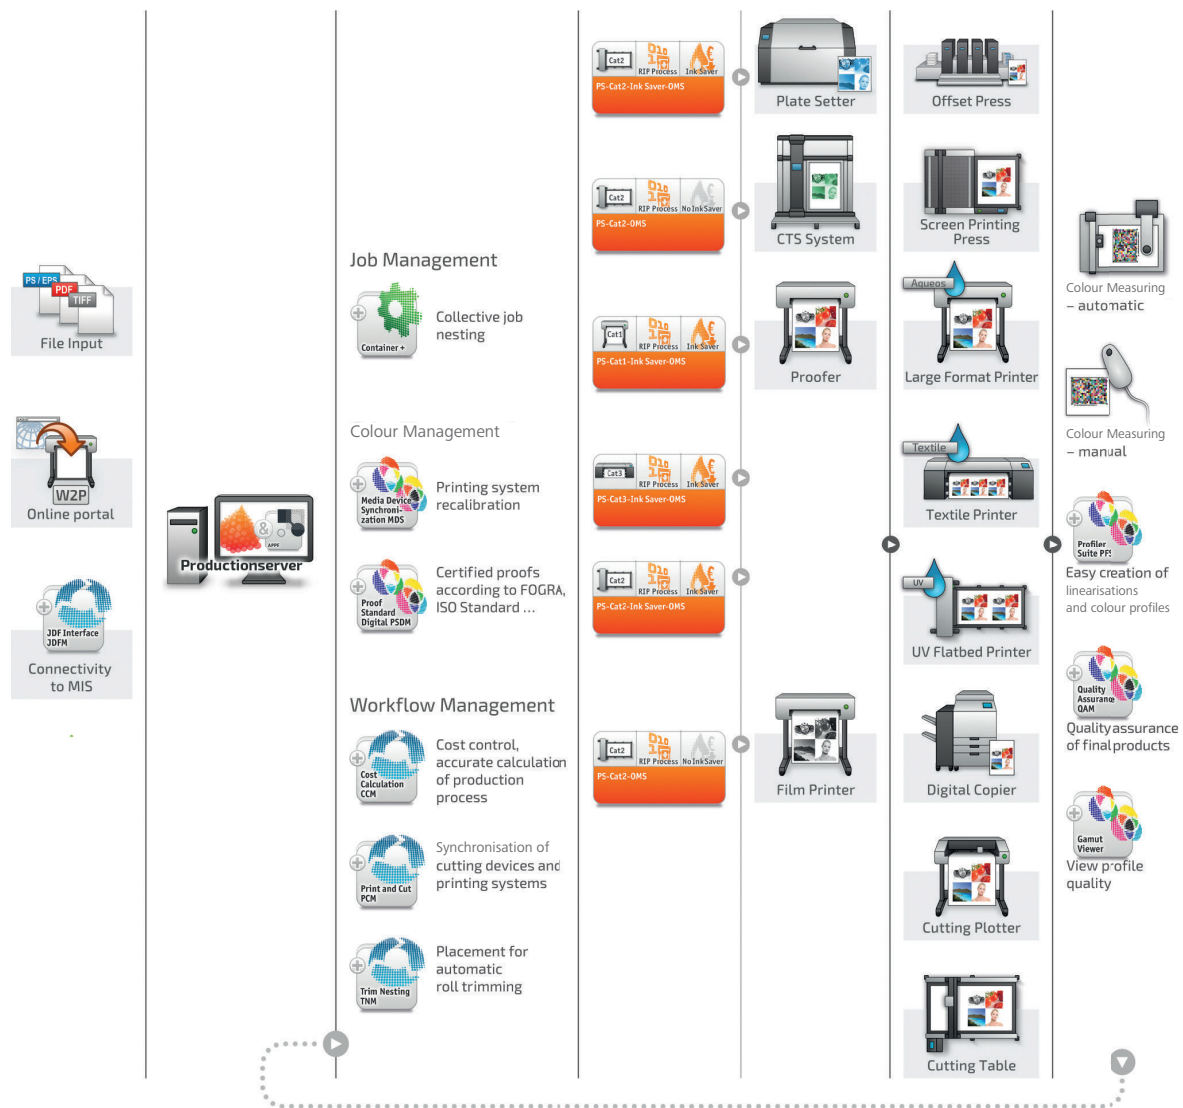 PS / EPS
PDF
TIFF
File Input
W2P
Online portal
JDF Interface
JDFM
Connectivity
to MIS
&
APPE
Productionserver
Job Management
Container +
Collective job
nesting
Colour Management
Media Device
Synchroni-
zation MDS
Printing system
recalibration
Proof
Standard
Digital PSDM
Certified proofs
according to FOGRA,
ISO Standard ...
Workflow Management
Cost
Calculation
CCM
Cost control,
accurate calculation
of production
process
Print and Cut
PCM
Synchronisation of
cutting devices and
printing systems
Trim Nesting
TNM
Placement for
automatic
roll trimming
Cat2
RIP Process
Ink Saver
PS-Cat2-Ink Saver-OMS
Cat2
RIP Process
No Ink Saver
PS-Cat2-OMS
Cat1
RIP Process
Ink Saver
PS-Cat1-Ink Saver-OMS
Cat3
RIP Process
Ink Saver
PS-Cat3-Ink Saver-OMS
Cat2
RIP Process
Ink Saver
PS-Cat2-Ink Saver-OMS
Cat2
RIP Process
No Ink Saver
PS-Cat2-OMS
Plate Setter
CTS System
Proofer
Film Printer
Offset Press
Screen Printing
Press
Aqueos
Large Format Printer
Textile
Textile Printer
UV
UV Flatbed Printer
Digital Copier
Cutting Plotter
Cutting Table
Colour Measuring
– automatic
Colour Measuring
– manual
Profiler
Suite PFS
Easy creation of
linearisations
and colour profiles
Quality
Assurance
QAM
Quality assurance
of final products
Gamut
Viewer
View profile
quality